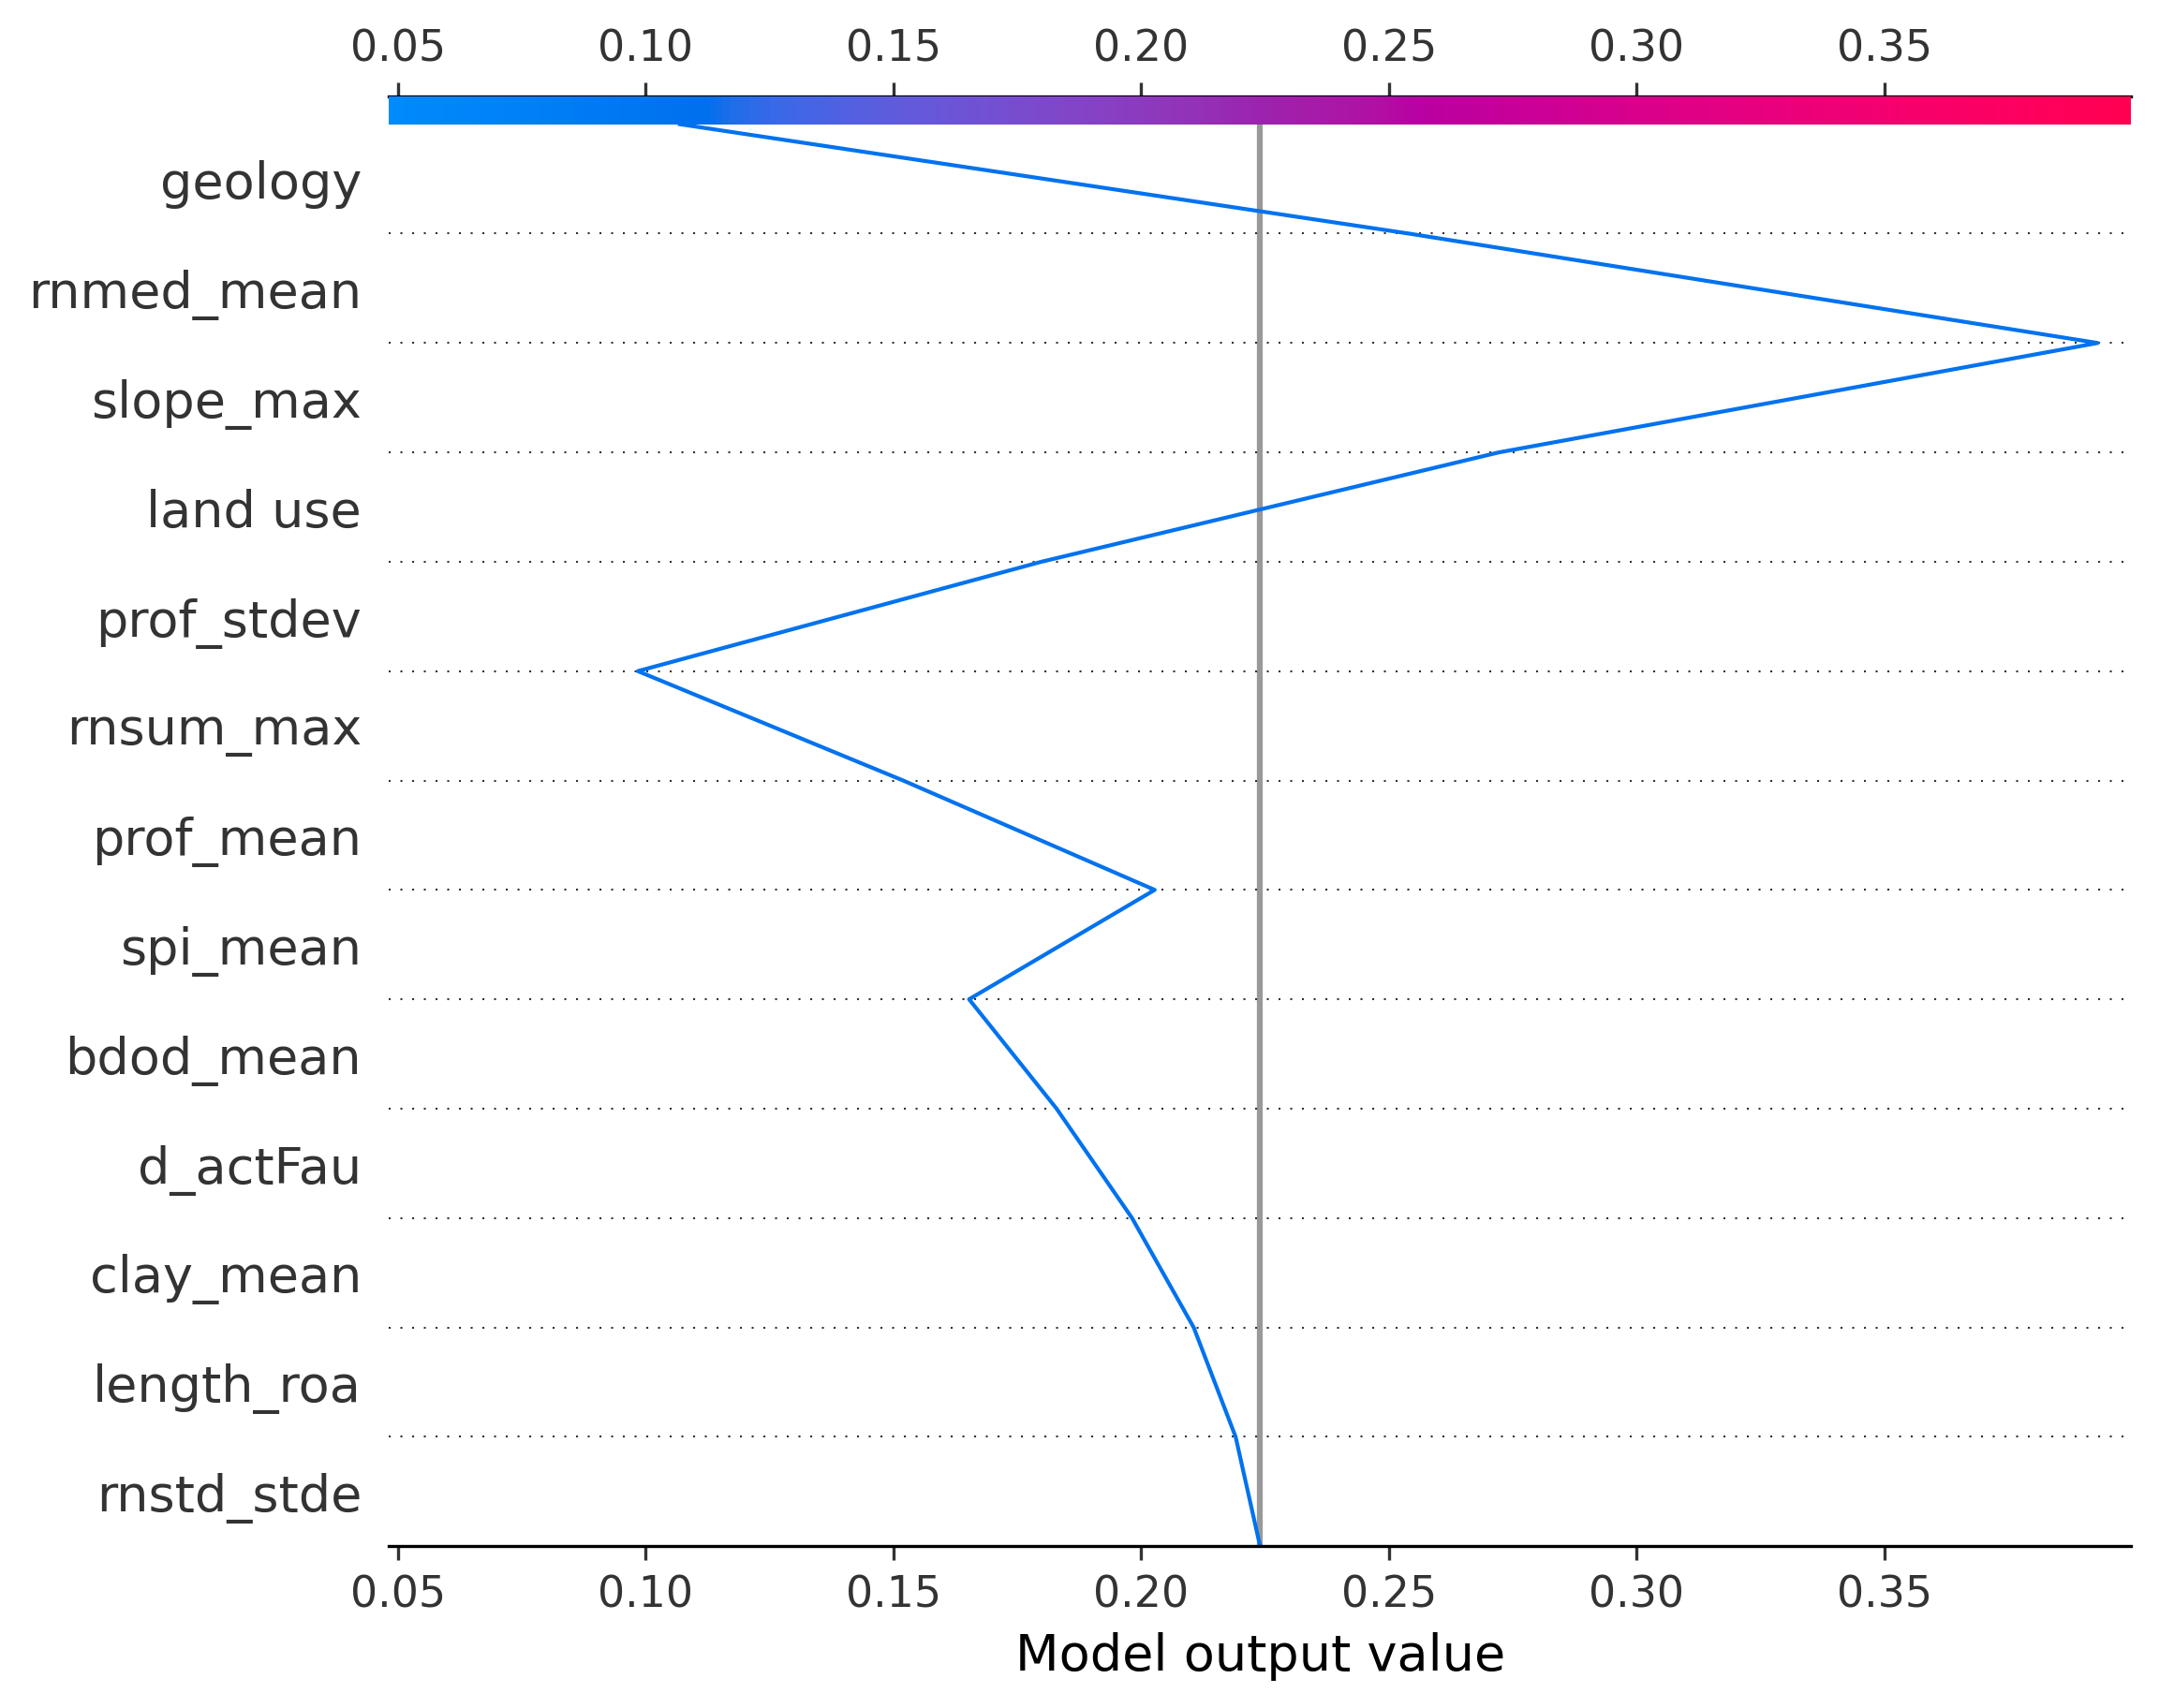 0.05 0.10 0.15 0.20 0.25 0.30 0.35
geology
rnmed_mean
slope_max
land use
prof_stdev
rnsum_max
prof_mean
spi_mean
bdod_mean
d_actFau
clay_mean
length_roa
rnstd_stde
0.05 0.10 0.15 0.20 0.25 0.30 0.35
Model output value